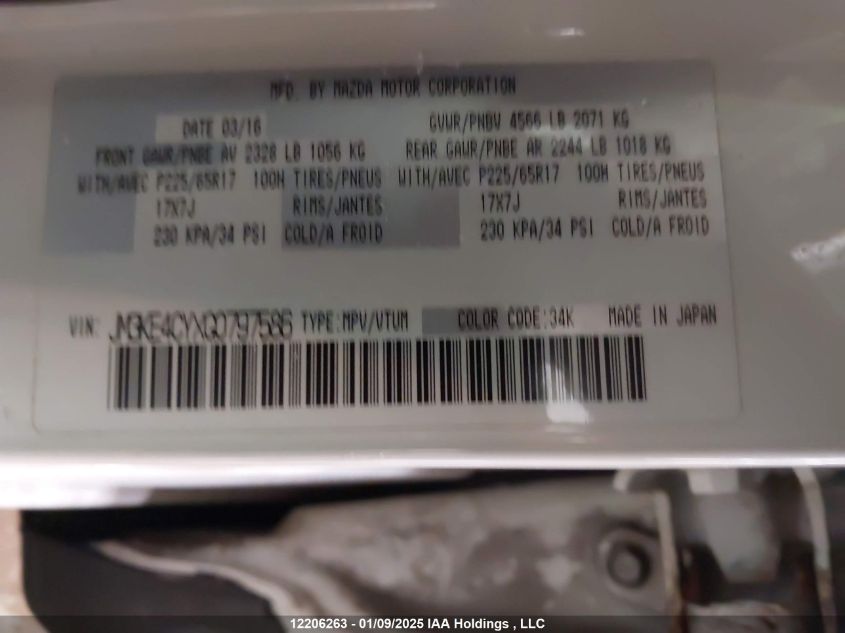 MFD. BY MAZDA MOTOR CORPORATION
DATE 03/16 GVWR/PNBV 4566 LB 2071 KG
FRONT GAWR/PNBE AV 2328 LB 1056 KG REAR GAWR/PNBE AR 2244 LB 1018 KG
WITH/AVEC P225/65R17 100H TIRES/PNEUS WITH/AVEC P225/65R17 100H TIRES/PNEUS
17X7J RIMS/JANTES 17X7J RIMS/JANTES
230 KPA/34 PSI COLD/A FROID 230 KPA/34 PSI COLD/A FROID
VIN: JM3KE4CYXG0797586 TYPE:MPV/VTUM COLOR CODE:34K MADE IN JAPAN
12206263 - 01/09/2025 IAA Holdings , LLC